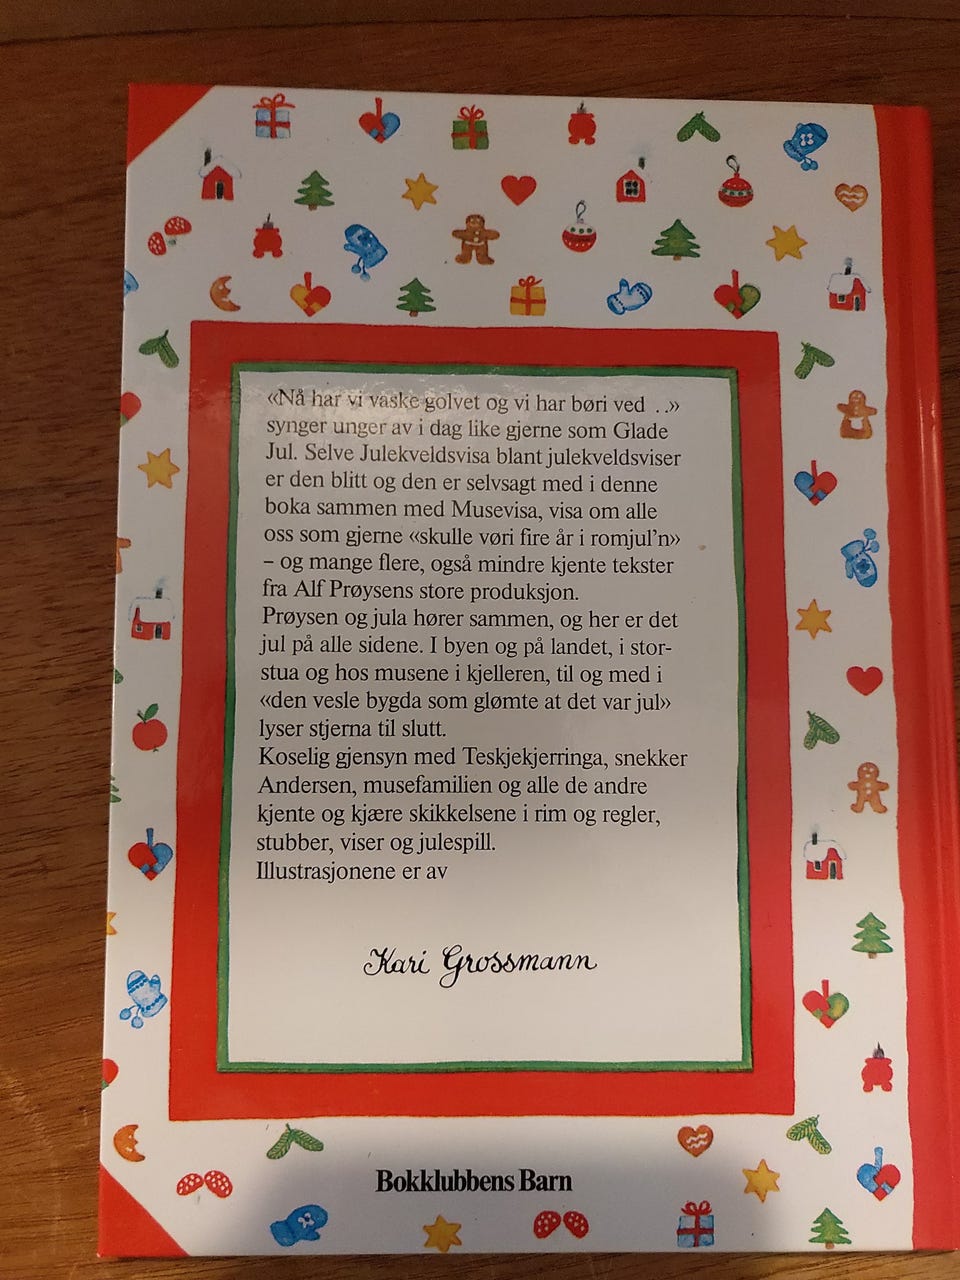 «Nå har vi vaske golvet og vi har børi ved . .»
synger unger av i dag like gjerne som Glade
Jul. Selve Julekveldsvisa blant julekveldsviser
er den blitt og den er selvsagt med i denne
boka sammen med Musevisa, visa om alle
oss som gjerne «skulle vøri fire år i romjul'n»
– og mange flere, også mindre kjente tekster
fra Alf Prøysens store produksjon.
Prøysen og jula hører sammen, og her er det
jul på alle sidene. I byen og på landet, i stor-
stua og hos musene i kjelleren, til og med i
«den vesle bygda som glømte at det var jul»
lyser stjerna til slutt.
Koselig gjensyn med Teskjekjerringa, snekker
Andersen, musefamilien og alle de andre
kjente og kjære skikkelsene i rim og regler,
stubber, viser og julespill.
Illustrasjonene er av
Kari Grossmann
Bokklubbens Barn